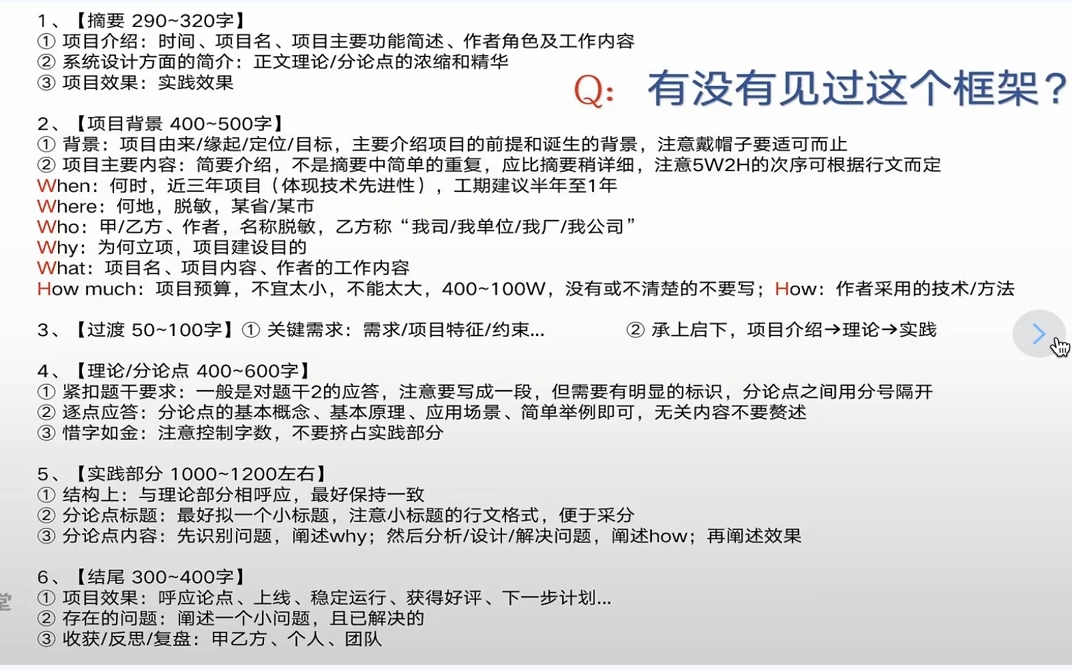 1、【摘要 290~320字】
① 项目介绍：时间、项目名、项目主要功能简述、作者角色及工作内容
② 系统设计方面的简介：正文理论/分论点的浓缩和精华
③ 项目效果：实践效果
Q： 有没有见过这个框架？
2、【项目背景 400~500字】
① 背景：项目由来/缘起/定位/目标，主要介绍项目的前提和诞生的背景，注意戴帽子要适可而止
② 项目主要内容：简要介绍，不是摘要中简单的重复，应比摘要稍详细，注意5W2H的次序可根据行文而定
When：何时，近三年项目（体现技术先进性），工期建议半年至1年
Where：何地，脱敏，某省/某市
Who：甲/乙方、作者，名称脱敏，乙方称“我司/我单位/我厂/我公司”
Why：为何立项，项目建设目的
What：项目名、项目内容、作者的工作内容
How much：项目预算，不宜太小，不能太大，400~100W，没有或不清楚的不要写；How：作者采用的技术/方法
3、【过渡 50~100字】① 关键需求：需求/项目特征/约束... ② 承上启下，项目介绍→理论→实践
4、【理论/分论点 400~600字】
① 紧扣题干要求：一般是对题干2的应答，注意要写成一段，但需要有明显的标识，分论点之间用分号隔开
② 逐点应答：分论点的基本概念、基本原理、应用场景、简单举例即可，无关内容不要赘述
③ 惜字如金：注意控制字数，不要挤占实践部分
5、【实践部分 1000~1200左右】
① 结构上：与理论部分相呼应，最好保持一致
② 分论点标题：最好拟一个小标题，注意小标题的行文格式，便于采分
③ 分论点内容：先识别问题，阐述why；然后分析/设计/解决问题，阐述how；再阐述效果
6、【结尾 300~400字】
① 项目效果：呼应论点、上线、稳定运行、获得好评、下一步计划...
堂
② 存在的问题：阐述一个小问题，且已解决的
③ 收获/反思/复盘：甲乙方、个人、团队